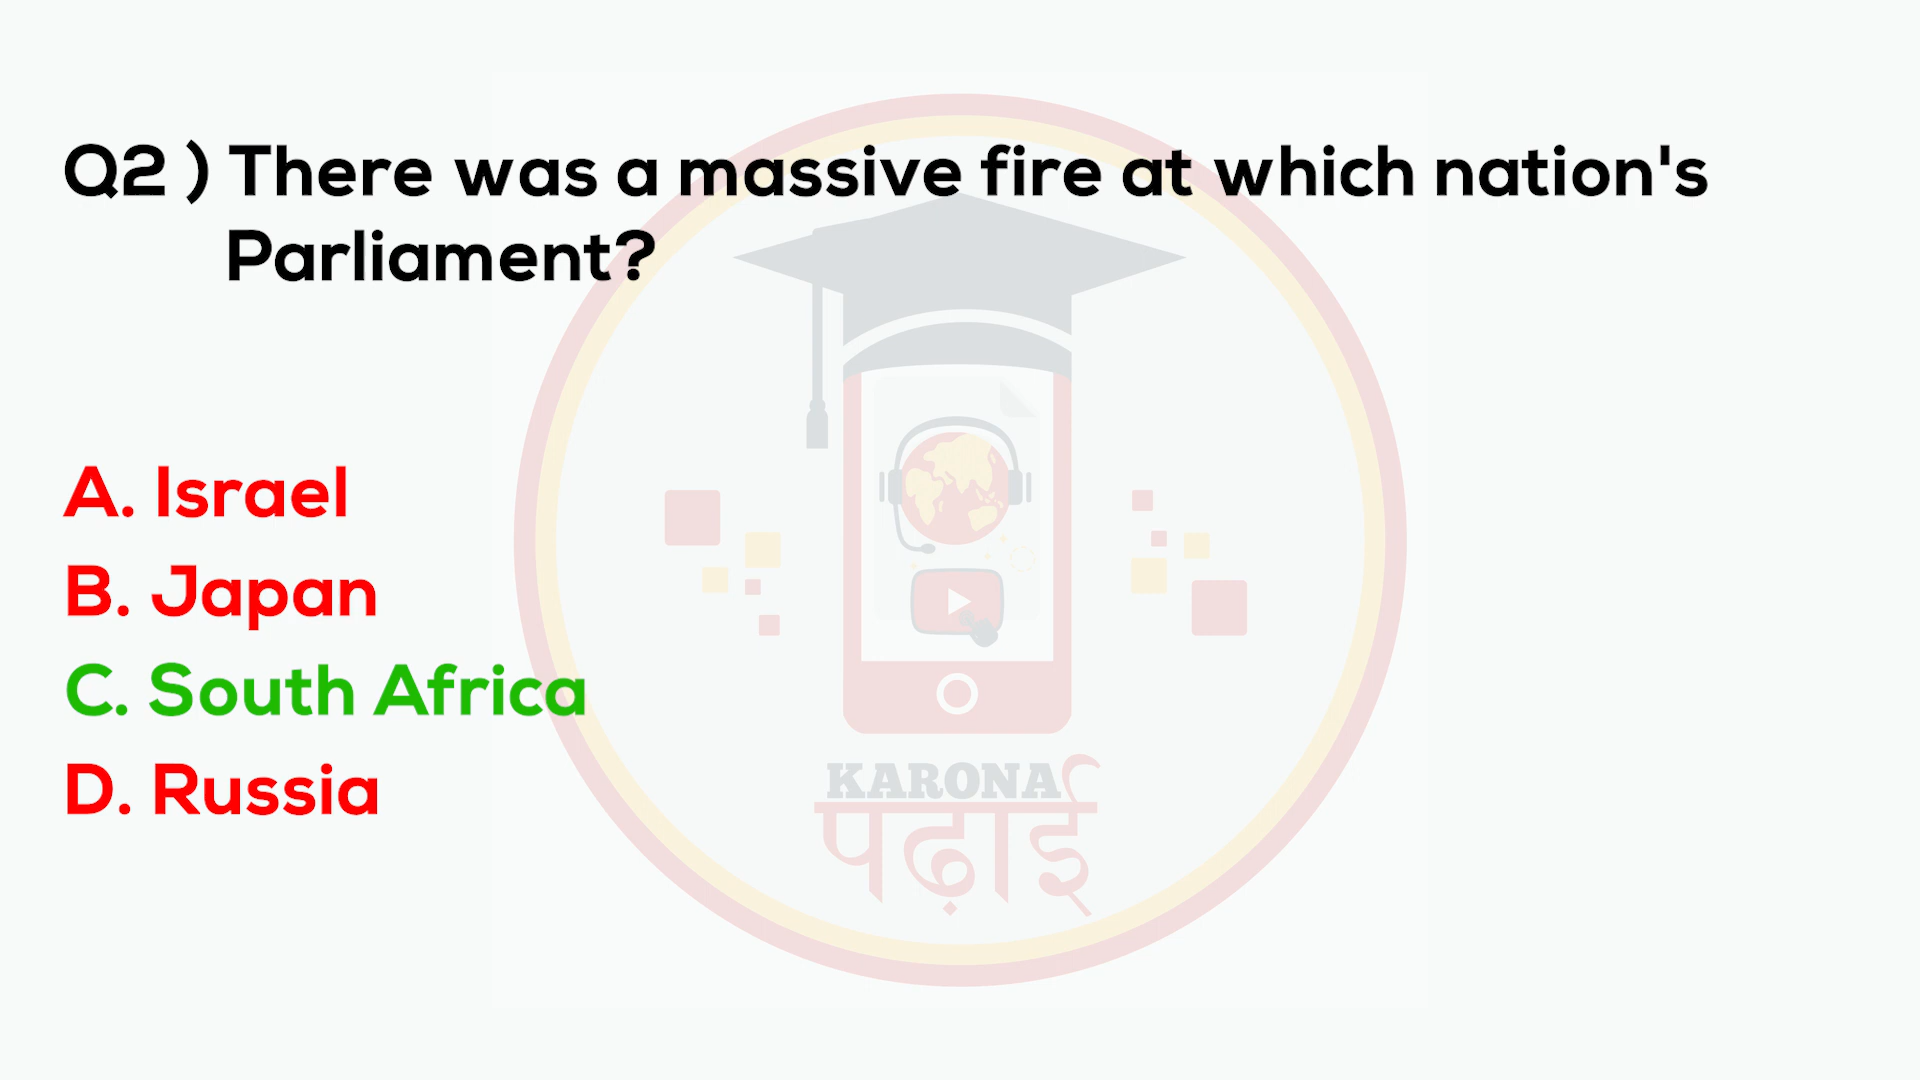 Q2 ) There was a massive fire at which nation's
Parliament?
A. Israel
B. Japan
C. South Africa
D. Russia
KARONA
पढ़ाई